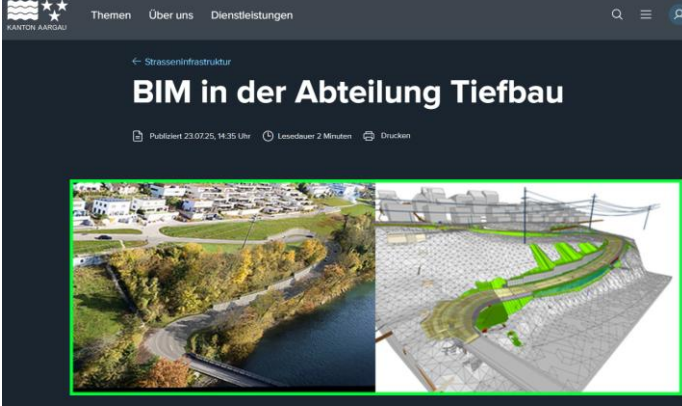 KANTON AARGAU
Themen Über uns Dienstleistungen
← Strasseninfrastruktur
BIM in der Abteilung Tiefbau
Publiziert 23.07.25, 14:35 Uhr Lesedauer 2 Minuten Drucken